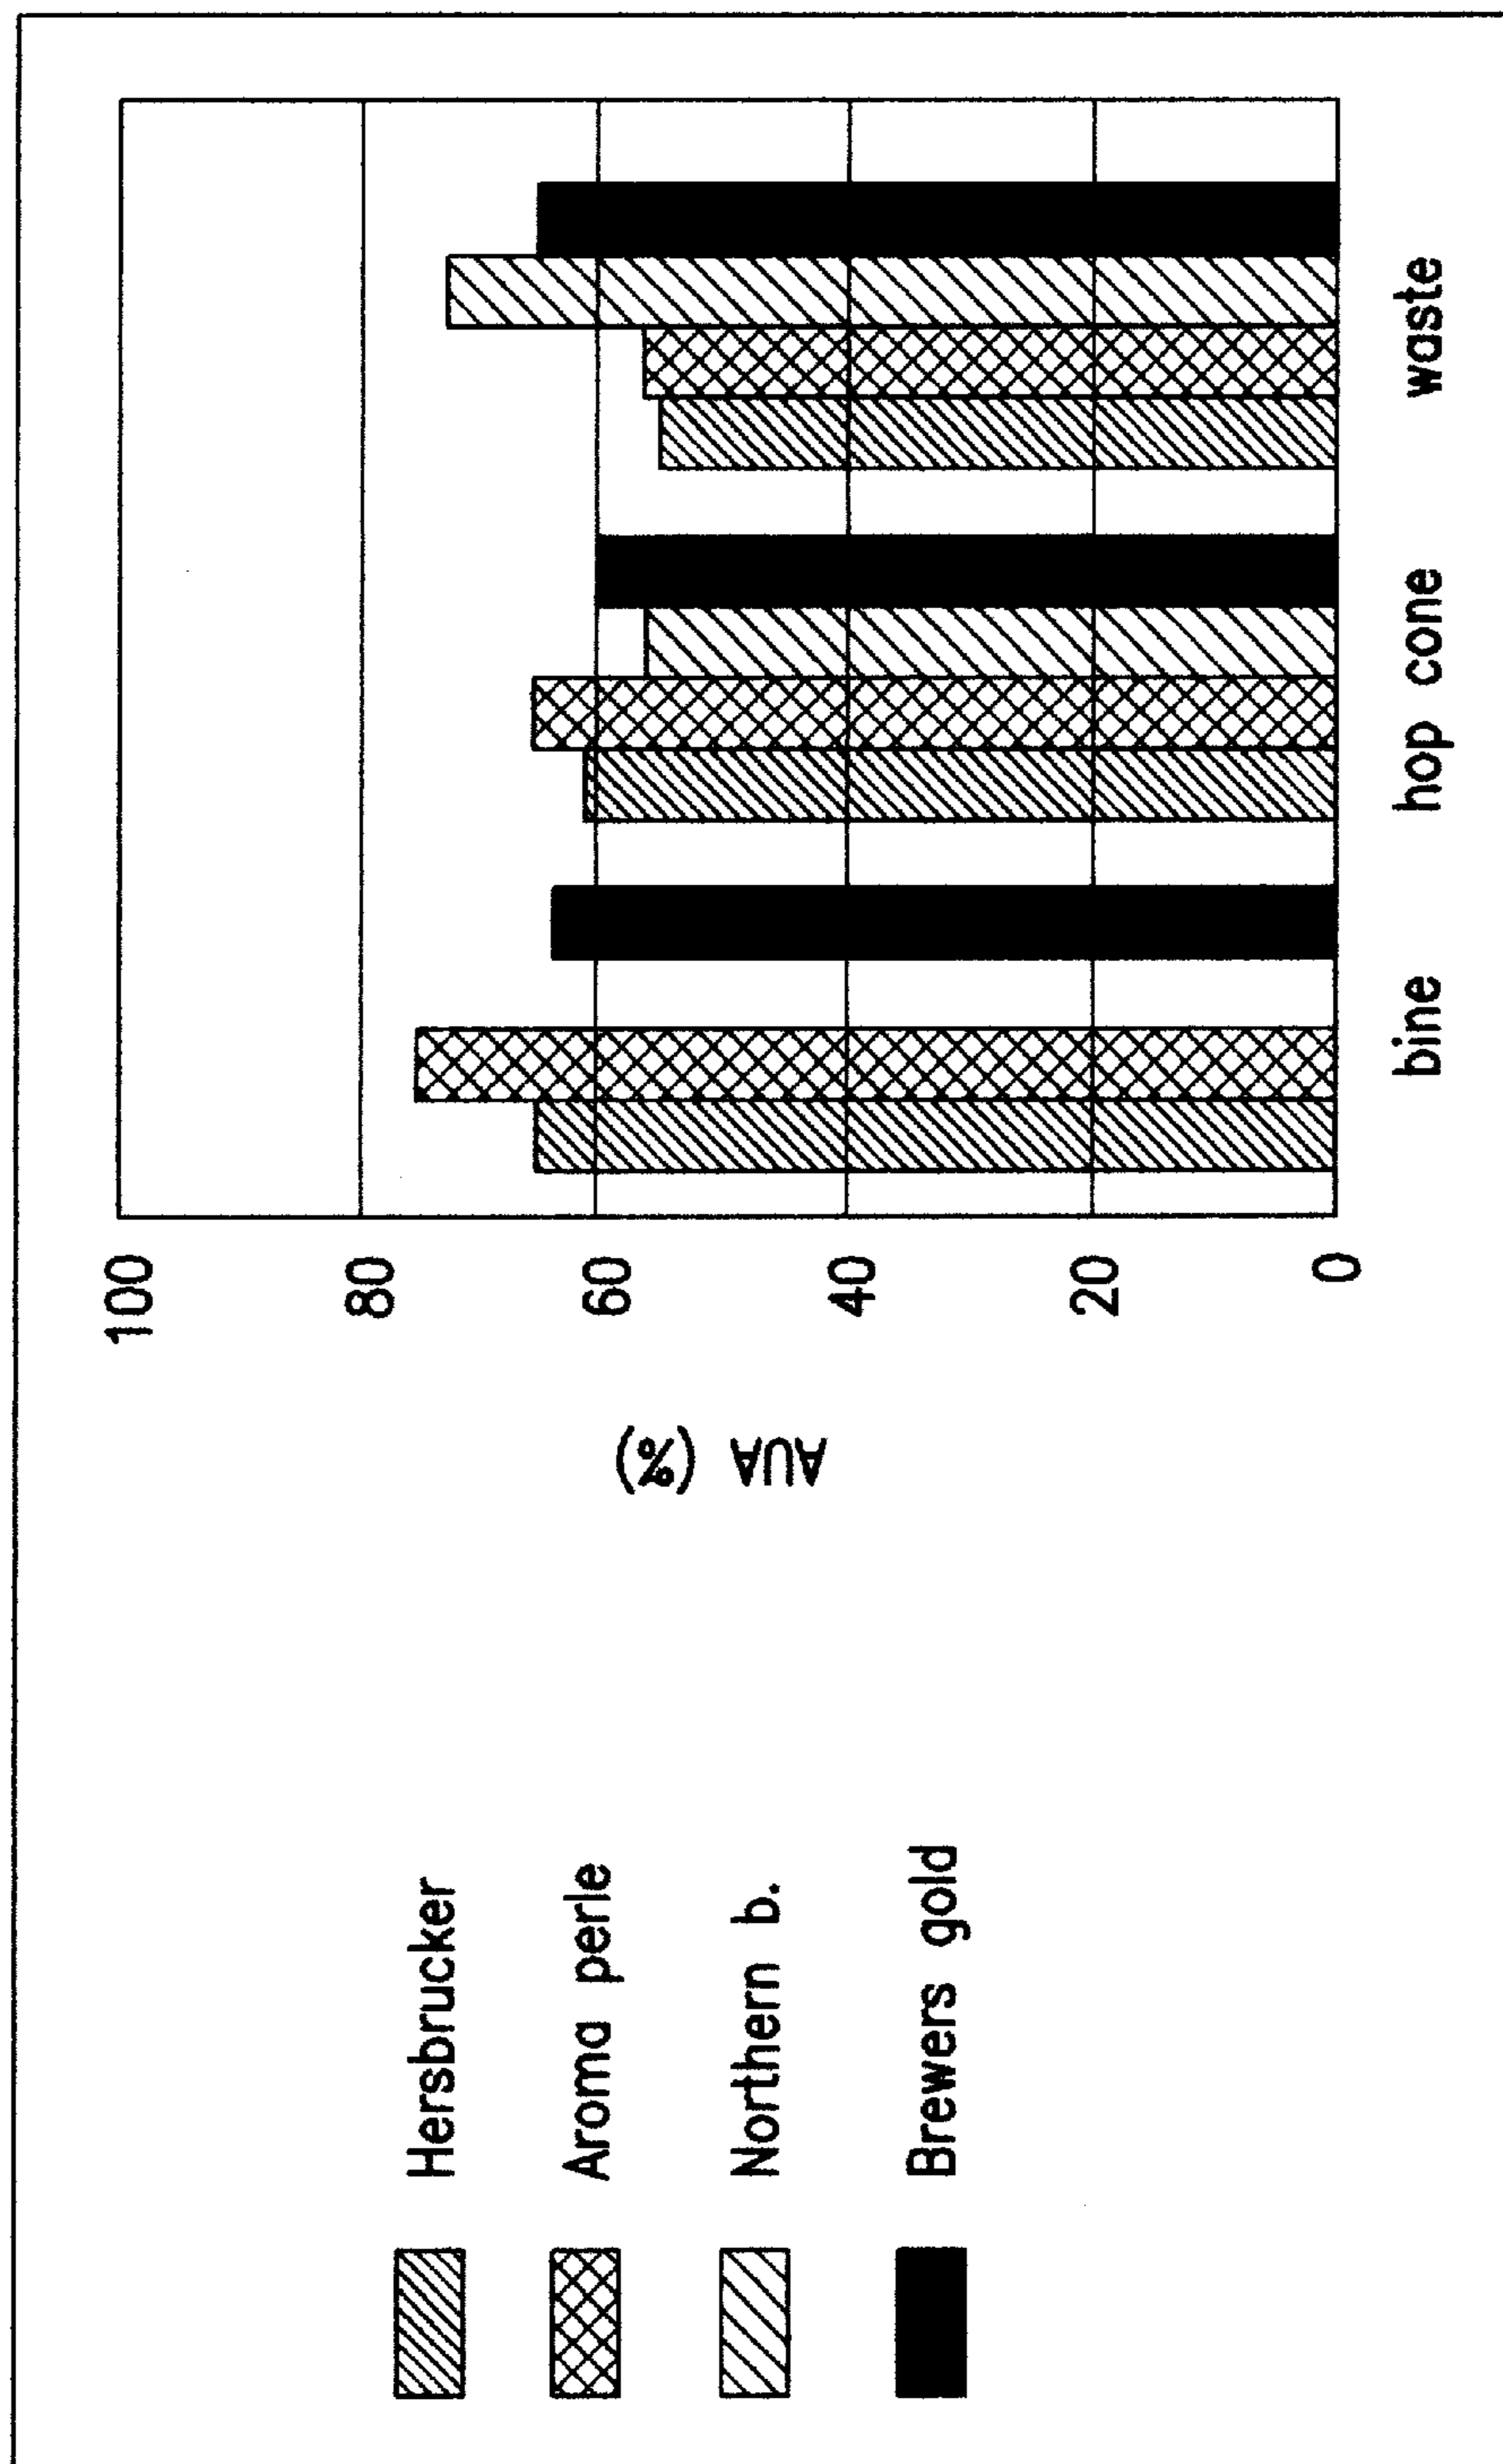 Hersbrucker
Aroma perle
Northern b.
Brewers gold
AUA (%)
100
80
60
40
20
0
bine
hop cone
waste